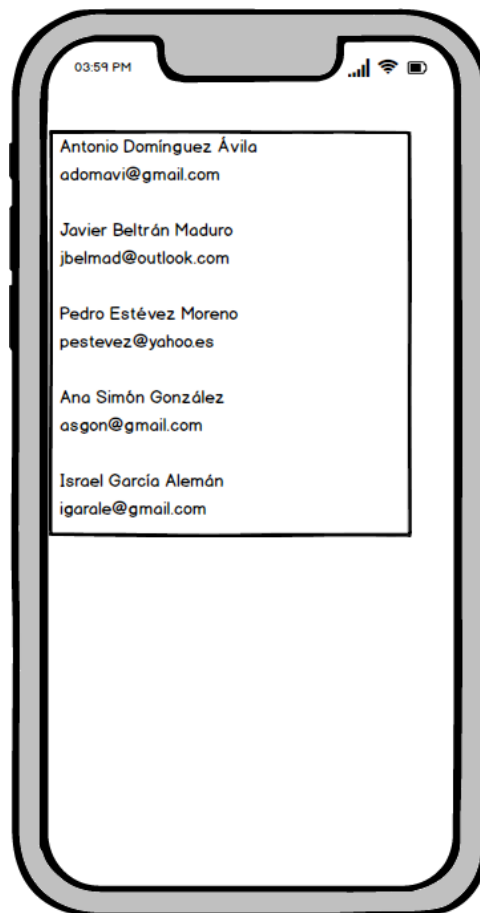 03:59 PM
Antonio Domínguez Ávila
adomavi@gmail.com
Javier Beltrán Maduro
jbelmad@outlook.com
Pedro Estévez Moreno
pestevez@yahoo.es
Ana Simón González
asgon@gmail.com
Israel García Alemán
igarale@gmail.com